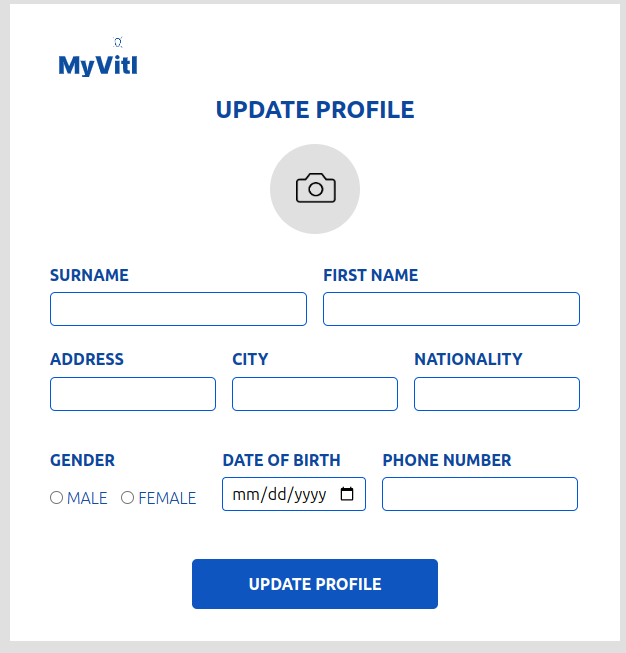 MyVitl
UPDATE PROFILE
SURNAME FIRST NAME
ADDRESS CITY NATIONALITY
GENDER DATE OF BIRTH PHONE NUMBER
MALE FEMALE mm/dd/yyyy
UPDATE PROFILE